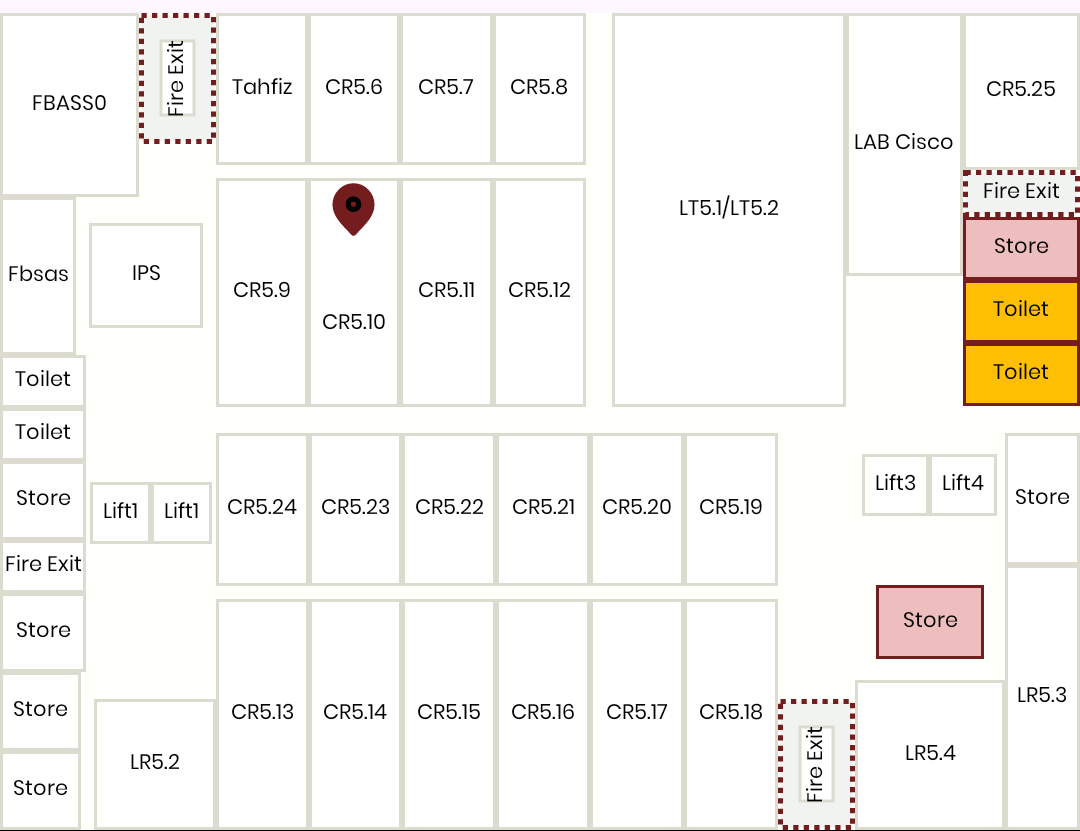 FBASS0
Fire Exit
Tahfiz
CR5.6
CR5.7
CR5.8
LT5.1/LT5.2
LAB Cisco
CR5.25
Fire Exit
Store
Toilet
Toilet
Fbsas
IPS
CR5.9
CR5.10
CR5.11
CR5.12
Toilet
Toilet
Store
Fire Exit
Store
Store
Store
Lift1
Lift1
CR5.24
CR5.23
CR5.22
CR5.21
CR5.20
CR5.19
Lift3
Lift4
Store
Store
LR5.2
CR5.13
CR5.14
CR5.15
CR5.16
CR5.17
CR5.18
Fire Exit
LR5.4
LR5.3